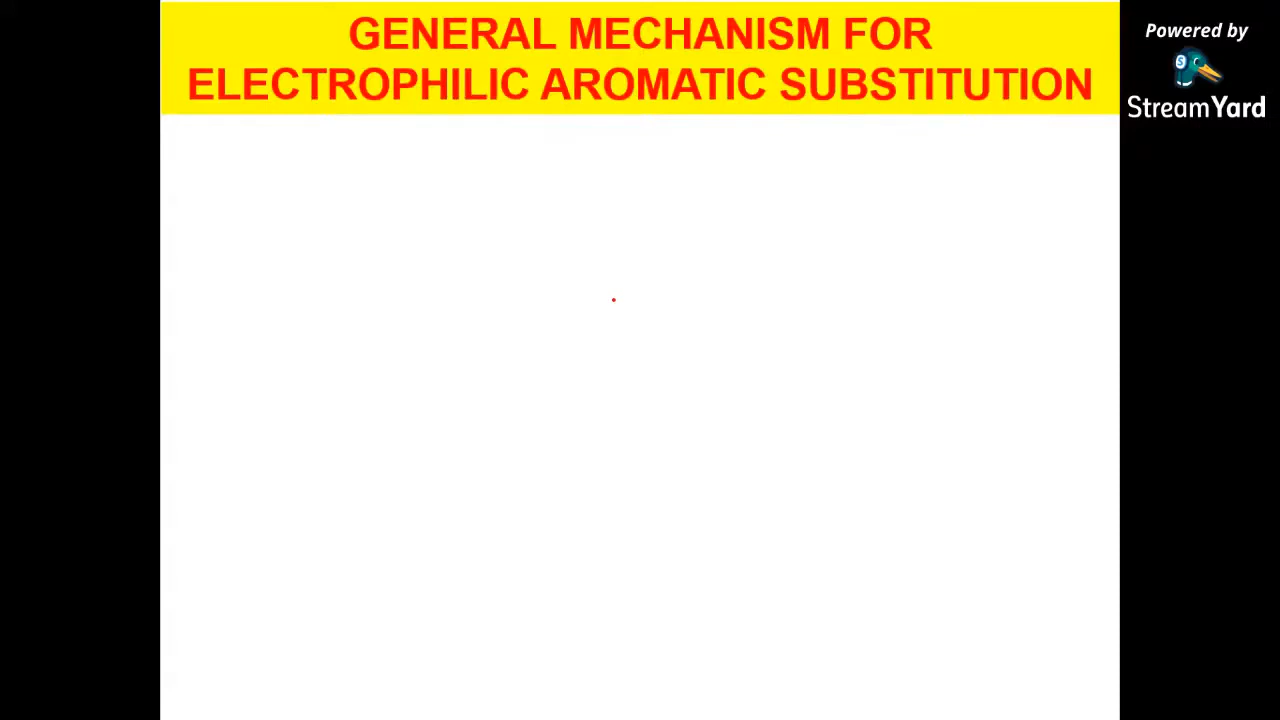 GENERAL MECHANISM FOR
ELECTROPHILIC AROMATIC SUBSTITUTION
Powered by
S
StreamYard